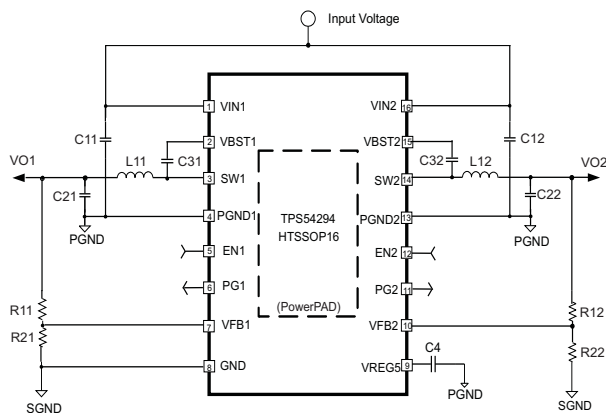 Input Voltage
1 VIN1 VIN2 16
C11 C12
2 VBST1 VBST2 15
VO1 L11 C31 C32 L12 VO2
3 SW1 SW2 14
C21 C22
4 PGND1 PGND2 13
PGND PGND
TPS54294
HTSSOP16
5 EN1 EN2 12
6 PG1 PG2 11
(PowerPAD)
R11 R12
7 VFB1 VFB2 10
R21 R22
C4
8 GND VREG5 9
PGND
SGND SGND